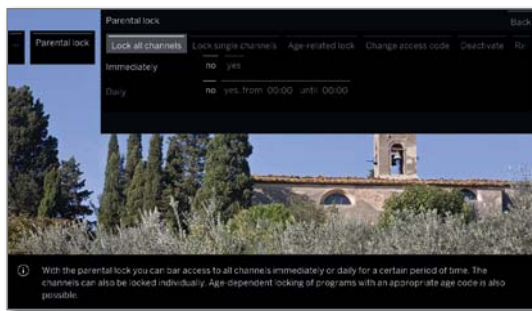 Parental lock
Back
... Parental lock Lock all channels Lock single channels Age-related lock Change access code Deactivate Re
Immediately no yes
Daily no yes, from 00:00 until 00:00
With the parental lock you can bar access to all channels immediately or daily for a certain period of time. The
channels can also be locked individually. Age-dependent locking of programs with an appropriate age code is also
possible.